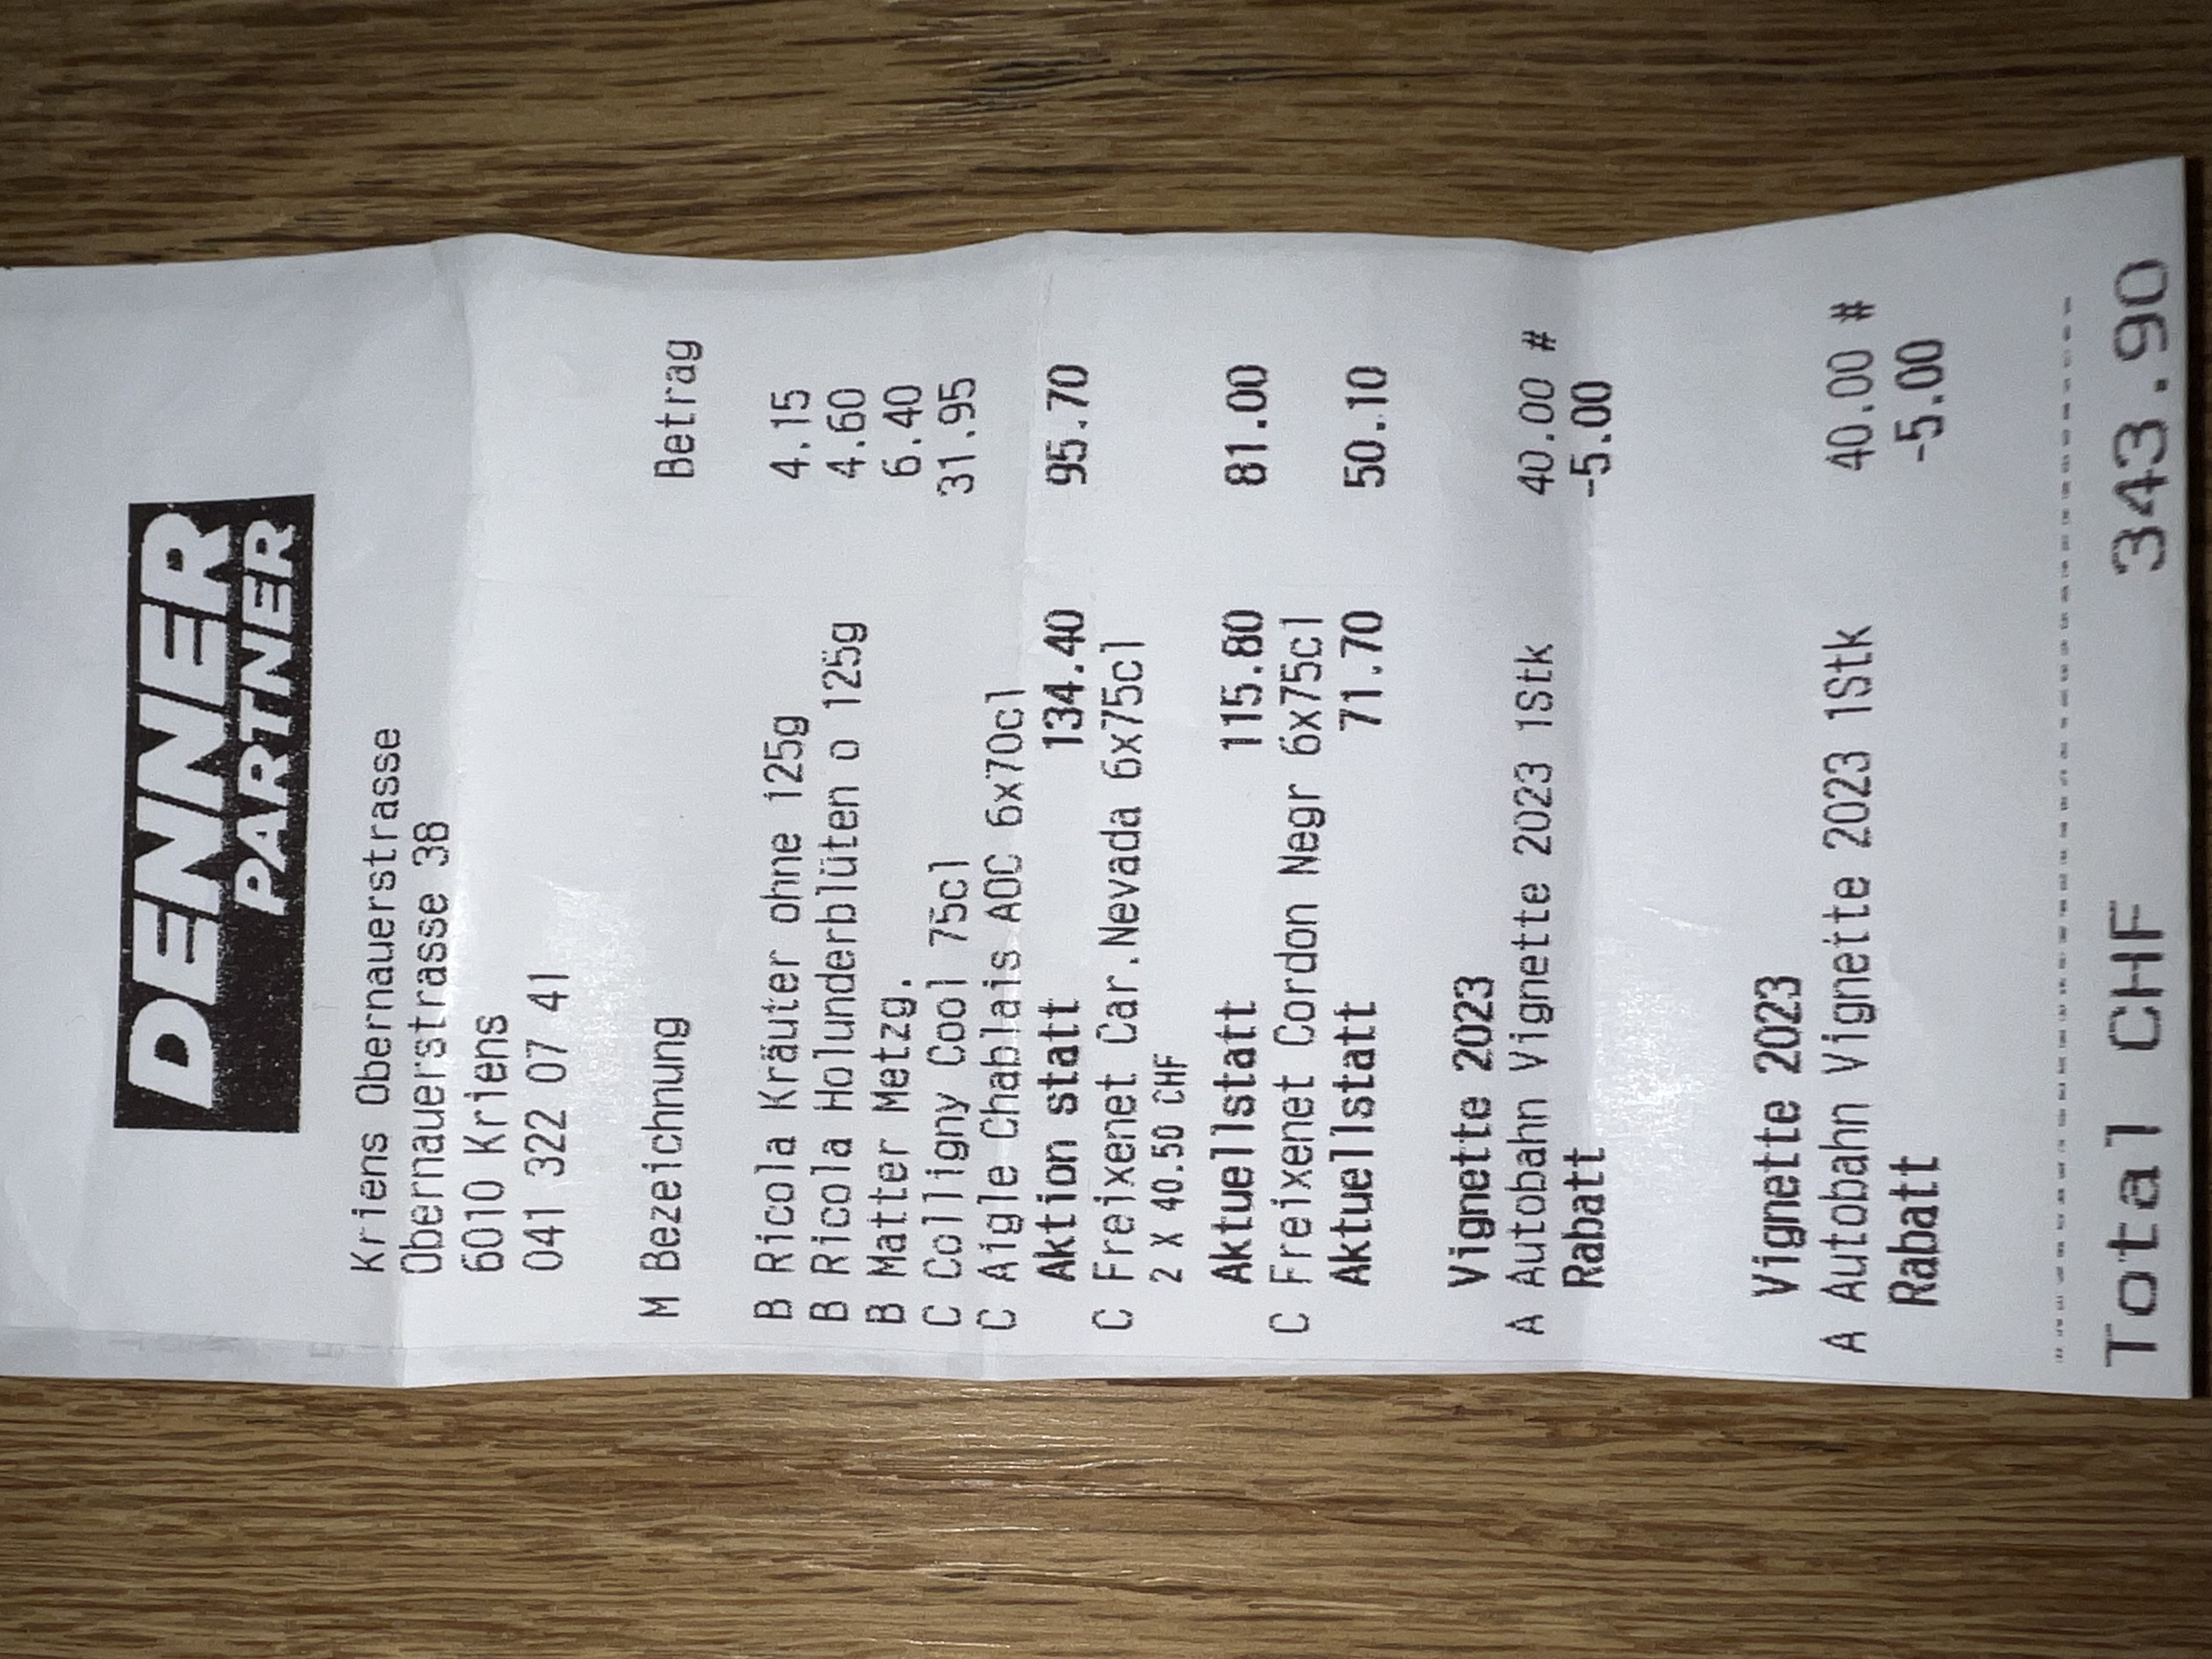 DENNER
PARTNER
Kriens Obernauerstrasse
Obernauerstrasse 38
6010 Kriens
041 322 07 41
M Bezeichnung Betrag
B Ricola Kräuter ohne 125g 4.15
B Ricola Holunderblüten o 125g 4.60
B Matter Metzg. 6.40
C Colligny Cool 75cl 31.95
C Aigle Chablais AOC 6x70cl
Aktion statt 134.40 95.70
C Freixenet Car.Nevada 6x75cl
2 X 40.50 CHF
Aktuellstatt 115.80 81.00
C Freixenet Cordon Negr 6x75cl
Aktuellstatt 71.70 50.10
Vignette 2023
A Autobahn Vignette 2023 1Stk 40.00 #
Rabatt -5.00
Vignette 2023
A Autobahn Vignette 2023 1Stk 40.00 #
Rabatt -5.00
Total CHF 343.90